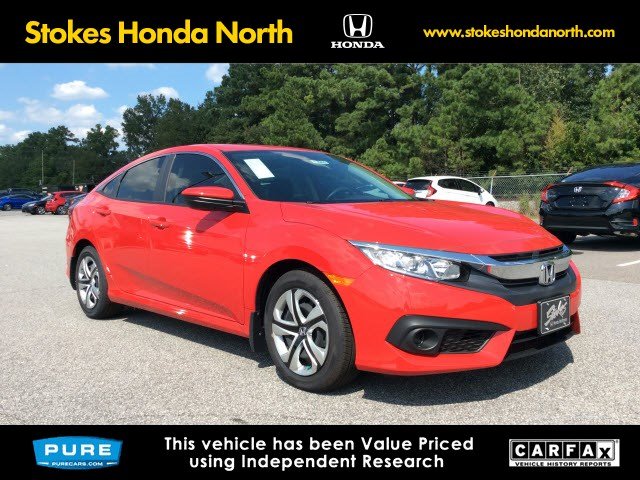 Stokes Honda North
HONDA
www.stokeshondanorth.com
Stokes
PURE
PURECARS.COM
This vehicle has been Value Priced
using Independent Research
CARFAX
VEHICLE HISTORY REPORTS